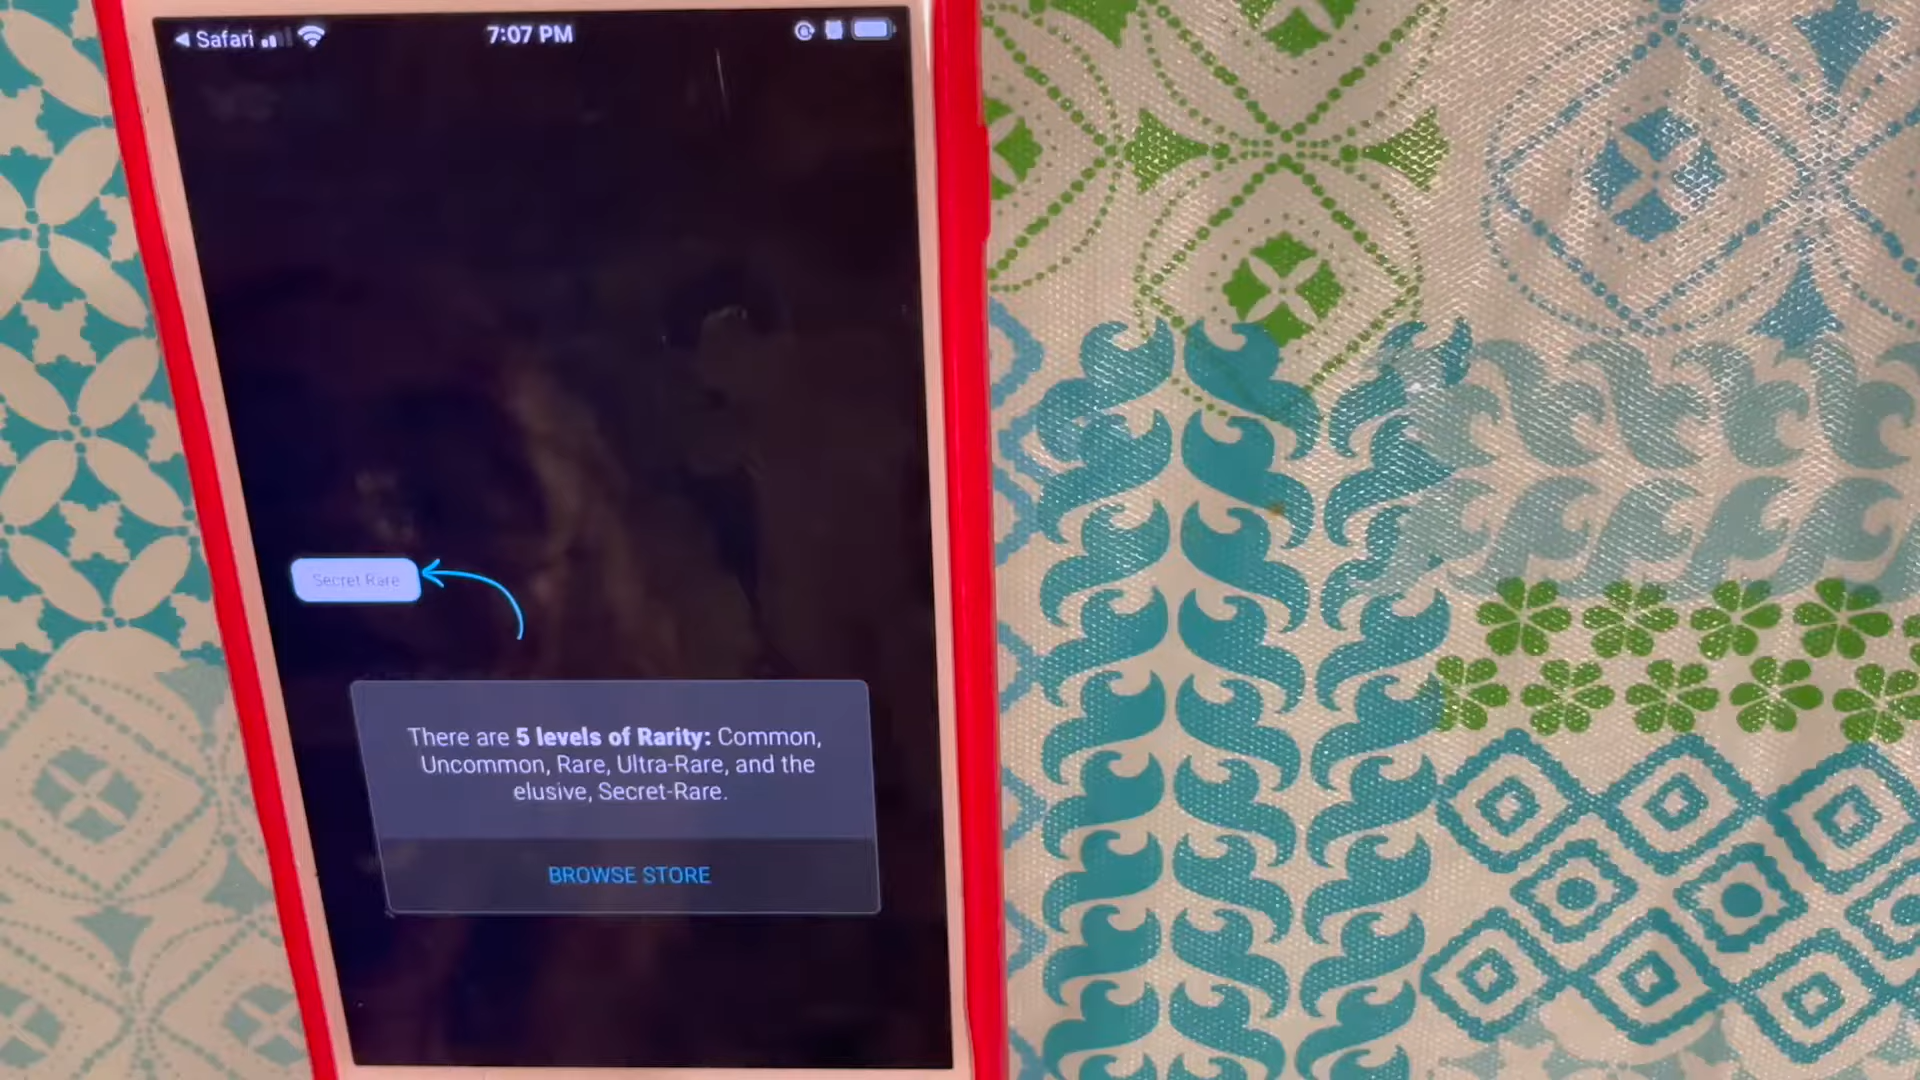 Safari
7:07 PM
Secret Rare
There are 5 levels of Rarity: Common,
Uncommon, Rare, Ultra-Rare, and the
elusive, Secret-Rare.
BROWSE STORE